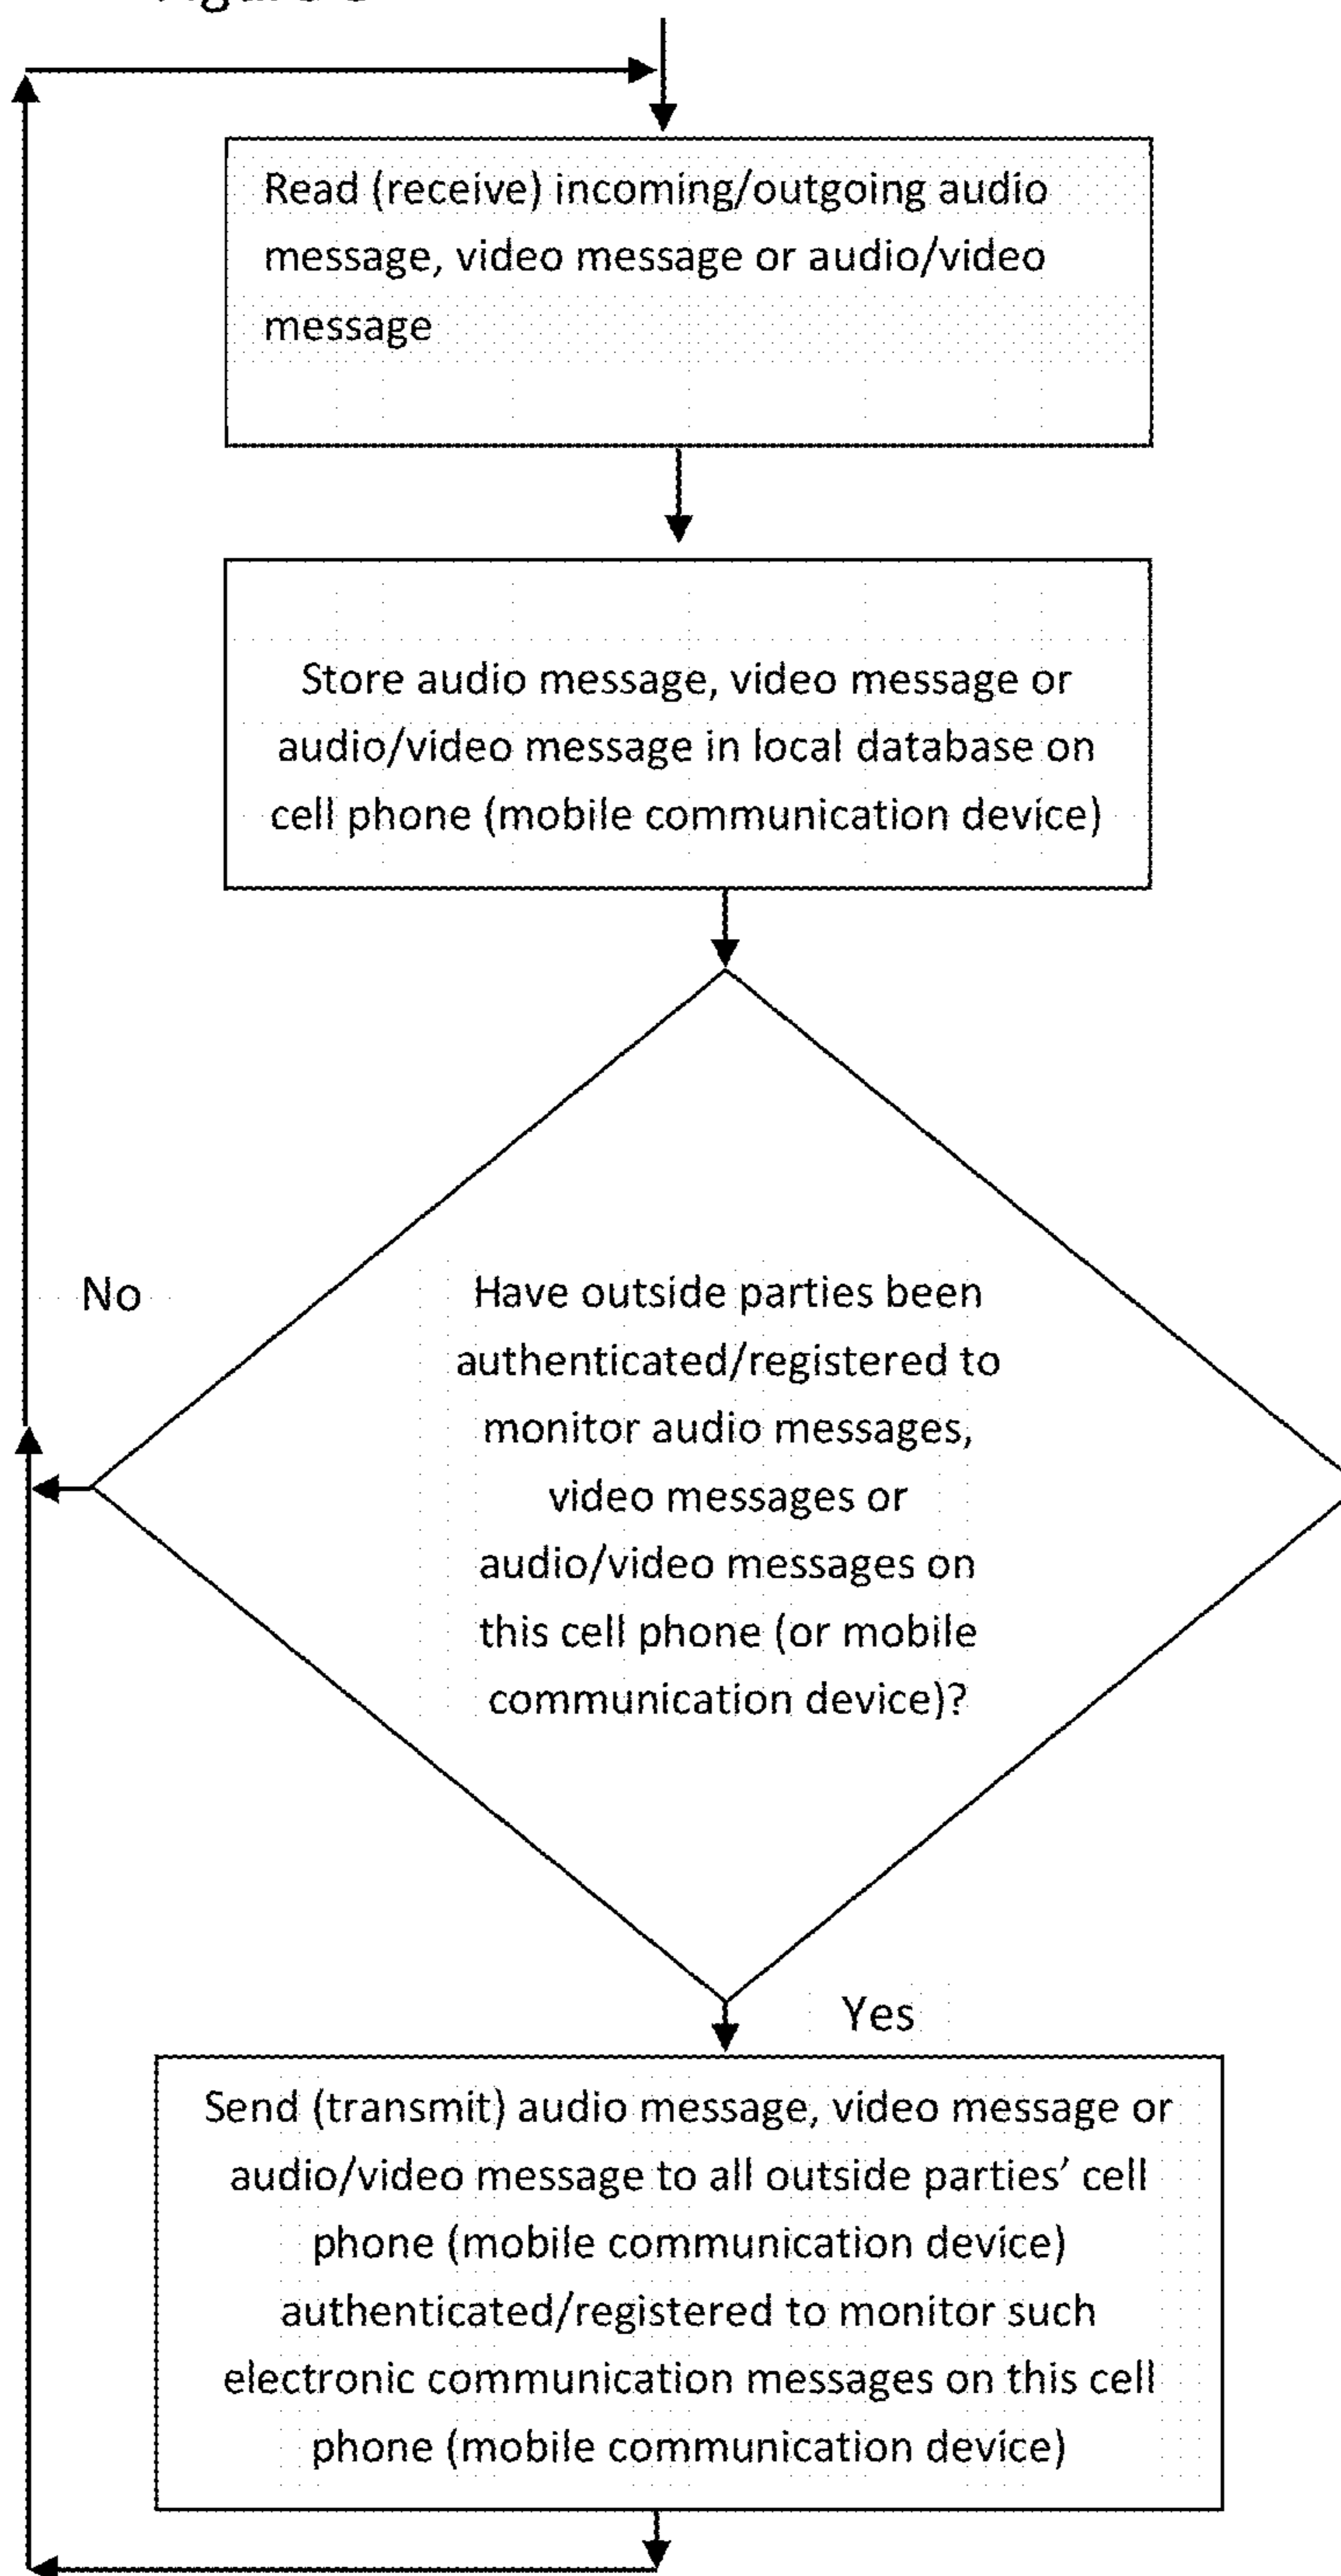 Read (receive) incoming/outgoing audio
message, video message or audio/video
message
Store audio message, video message or
audio/video message in local database on
cell phone (mobile communication device)
No
Have outside parties been
authenticated/registered to
monitor audio messages,
video messages or
audio/video messages on
this cell phone (or mobile
communication device)?
Yes
Send (transmit) audio message, video message or
audio/video message to all outside parties' cell
phone (mobile communication device)
authenticated/registered to monitor such
electronic communication messages on this cell
phone (mobile communication device)